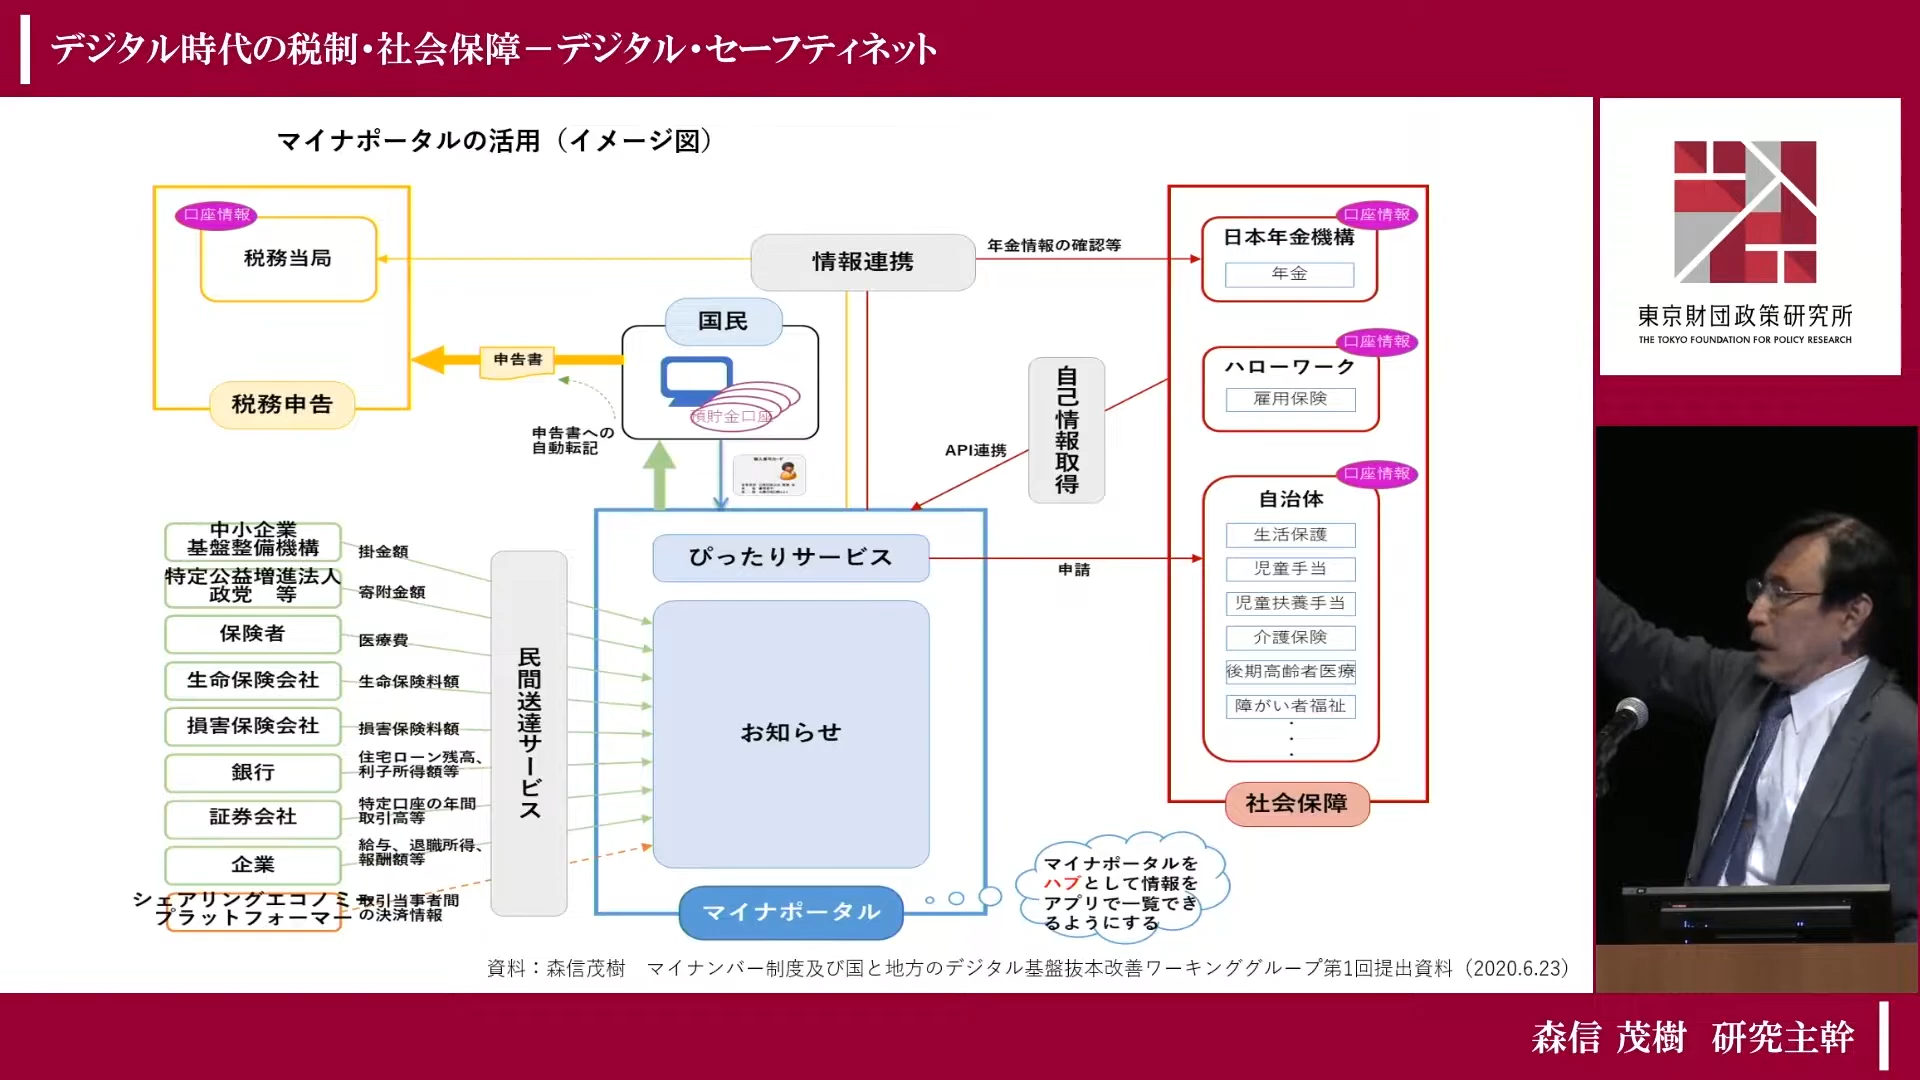 デジタル時代の税制・社会保障－デジタル・セーフティネット
マイナポータルの活用（イメージ図）
口座情報
税務当局
税務申告
申告書
申告書への
自動転記
国民
預貯金口座
情報連携
年金情報の確認等
自己情報取得
API連携
申請
口座情報
日本年金機構
年金
口座情報
ハローワーク
雇用保険
口座情報
自治体
生活保護
児童手当
児童扶養手当
介護保険
後期高齢者医療
障がい者福祉
社会保障
中小企業
基盤整備機構
掛金額
特定公益増進法人
政党　等
寄附金額
保険者
医療費
生命保険会社
生命保険料額
損害保険会社
損害保険料額
銀行
住宅ローン残高、
利子所得額等
証券会社
特定口座の年間
取引高等
企業
給与、退職所得、
報酬額等
シェアリングエコノミー
プラットフォーマー
取引当事者間
の決済情報
民間送達サービス
ぴったりサービス
お知らせ
マイナポータル
マイナポータルを
ハブとして情報を
アプリで一覧でき
るようにする
資料：森信茂樹　マイナンバー制度及び国と地方のデジタル基盤抜本改善ワーキンググループ第1回提出資料（2020.6.23）
東京財団政策研究所
THE TOKYO FOUNDATION FOR POLICY RESEARCH
森信 茂樹　研究主幹